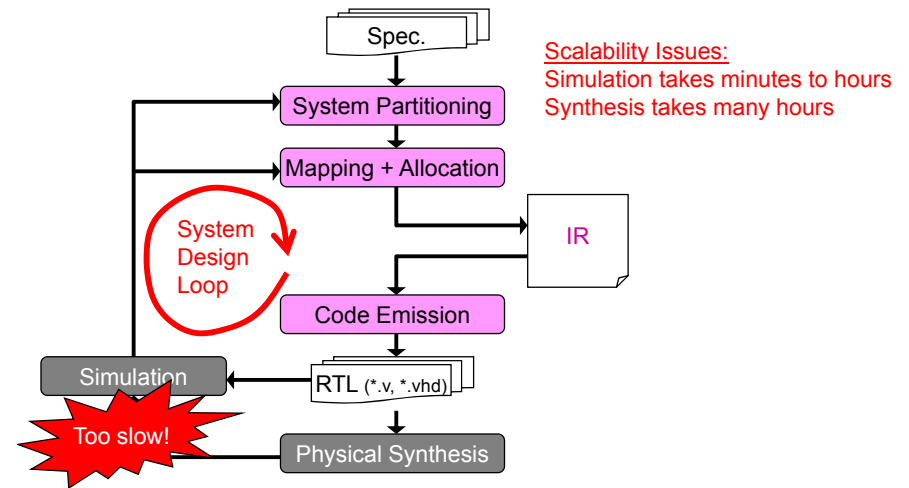 Spec.
Scalability Issues:
Simulation takes minutes to hours
Synthesis takes many hours
System Partitioning
Mapping + Allocation
System
Design
Loop
IR
Code Emission
Simulation
RTL (*.v, *.vhd)
Too slow!
Physical Synthesis